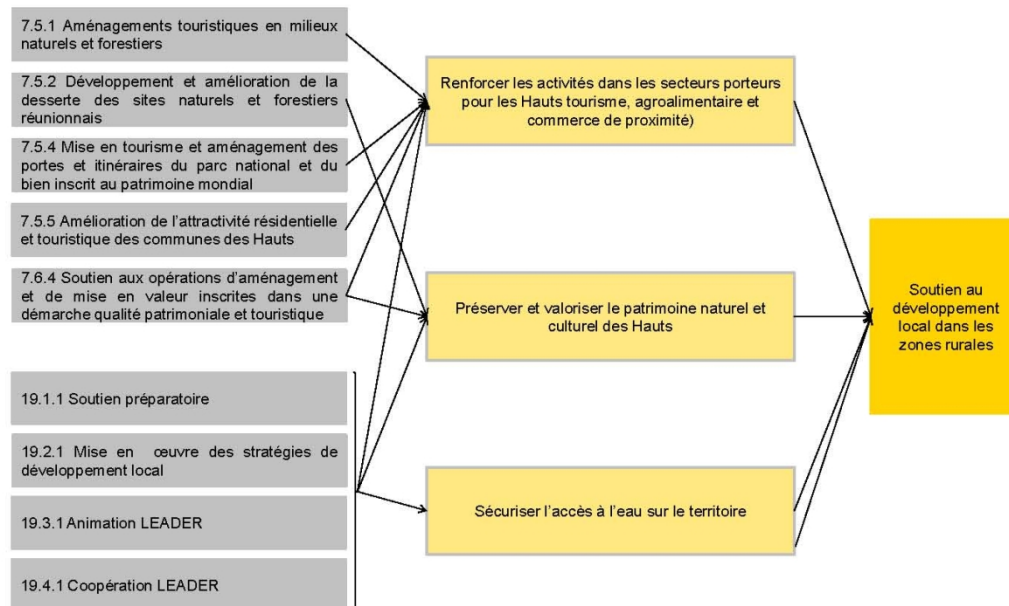 7.5.1 Aménagements touristiques en milieux
naturels et forestiers
7.5.2 Développement et amélioration de la
desserte des sites naturels et forestiers
réunionnais
7.5.4 Mise en tourisme et aménagement des
portes et itinéraires du parc national et du
bien inscrit au patrimoine mondial
7.5.5 Amélioration de l'attractivité résidentielle
et touristique des communes des Hauts
7.6.4 Soutien aux opérations d'aménagement
et de mise en valeur inscrites dans une
démarche qualité patrimoniale et touristique
19.1.1 Soutien préparatoire
19.2.1 Mise en œuvre des stratégies de
développement local
19.3.1 Animation LEADER
19.4.1 Coopération LEADER
Renforcer les activités dans les secteurs porteurs
pour les Hauts tourisme, agroalimentaire et
commerce de proximité)
Préserver et valoriser le patrimoine naturel et
culturel des Hauts
Sécuriser l'accès à l'eau sur le territoire
Soutien au
développement
local dans les
zones rurales